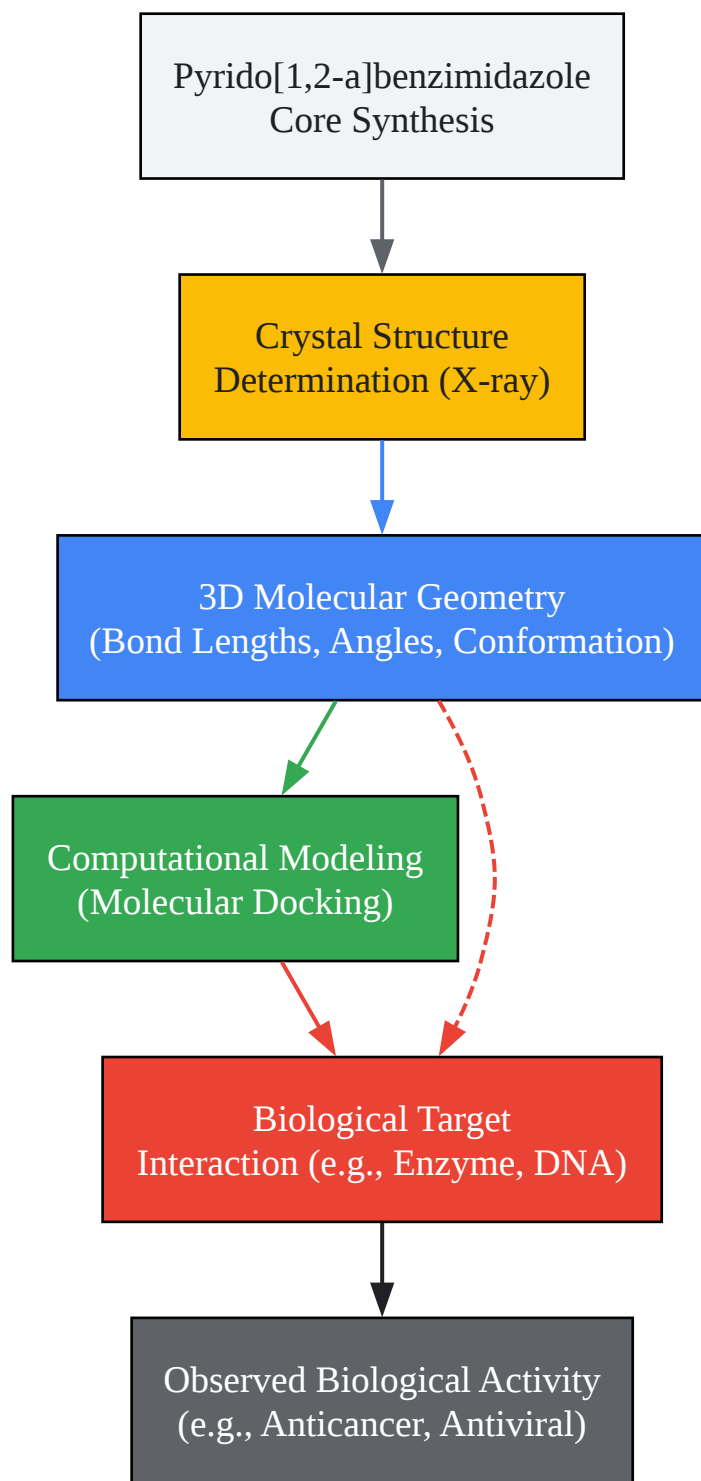 Pyrido[1,2-a]benzimidazole
Core Synthesis
Crystal Structure
Determination (X-ray)
3D Molecular Geometry
(Bond Lengths, Angles, Conformation)
Computational Modeling
(Molecular Docking)
Biological Target
Interaction (e.g., Enzyme, DNA)
Observed Biological Activity
(e.g., Anticancer, Antiviral)